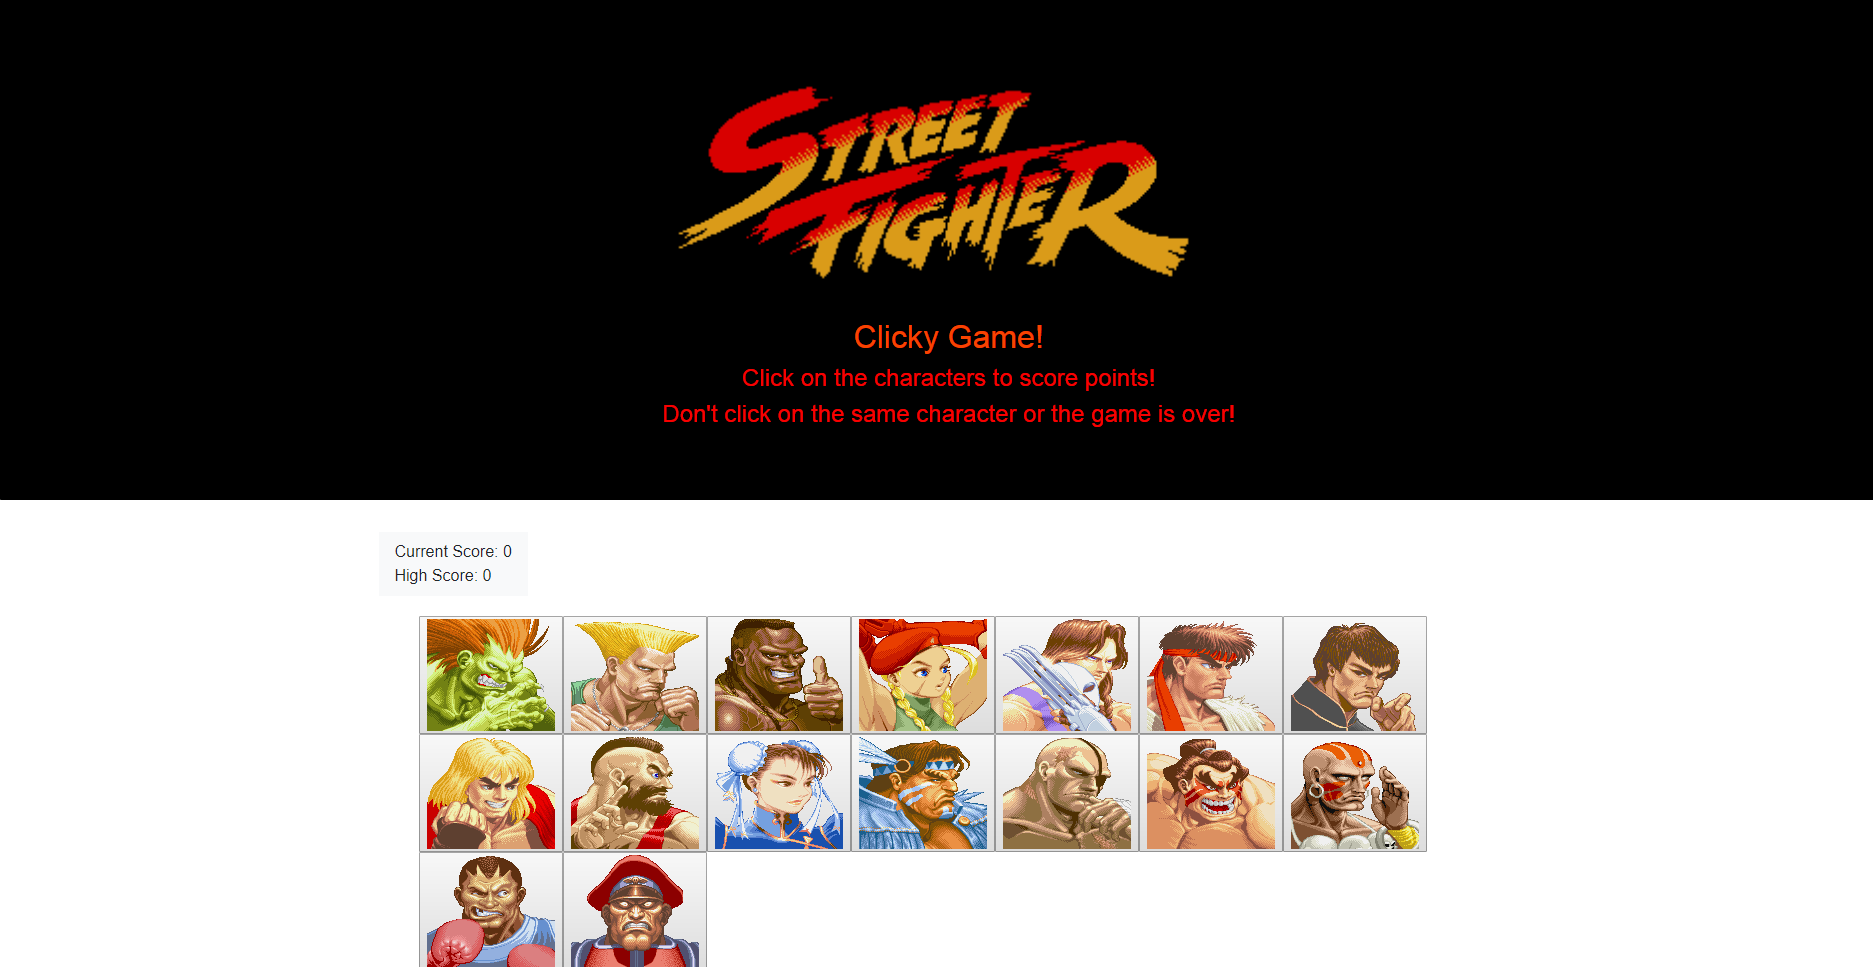 STREET
FIGHTER
Clicky Game!
Click on the characters to score points!
Don't click on the same character or the game is over!
Current Score: 0
High Score: 0